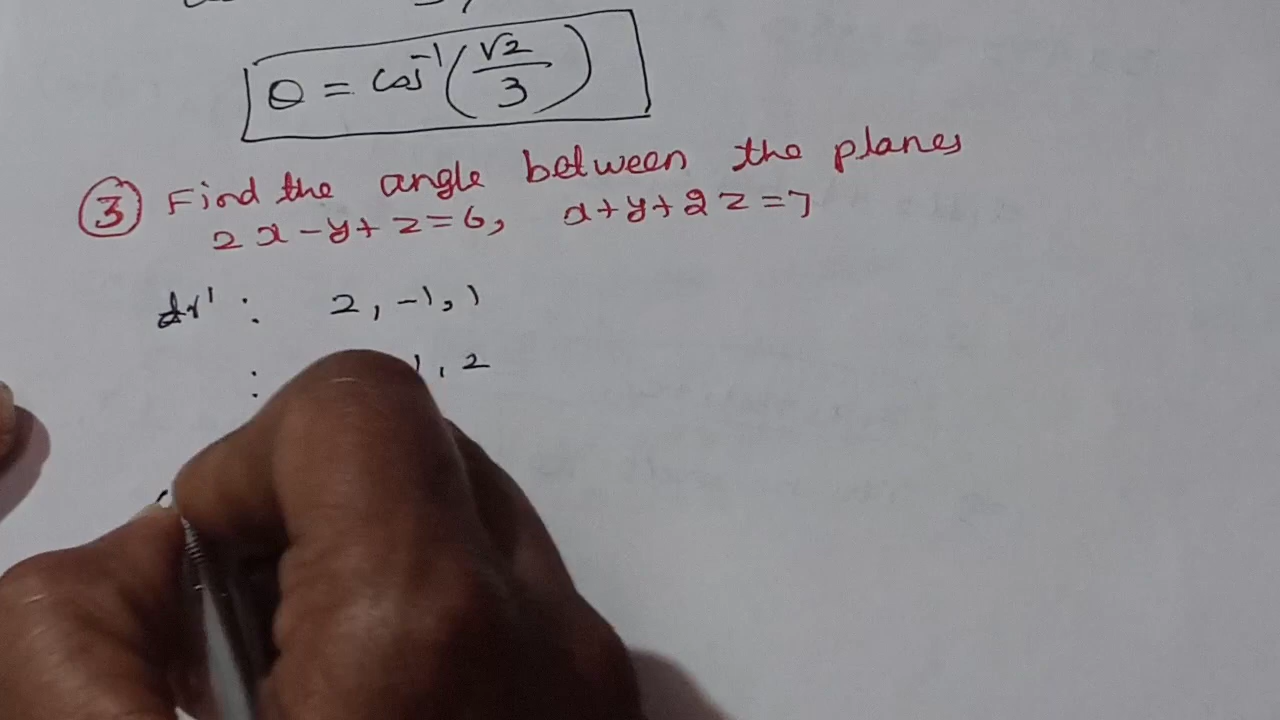 θ = cos⁻¹(√2/3)
③ Find the angle between the planes
2x-y+z=6, x+y+2z=7
dr' : 2, -1, 1
: 1, 2